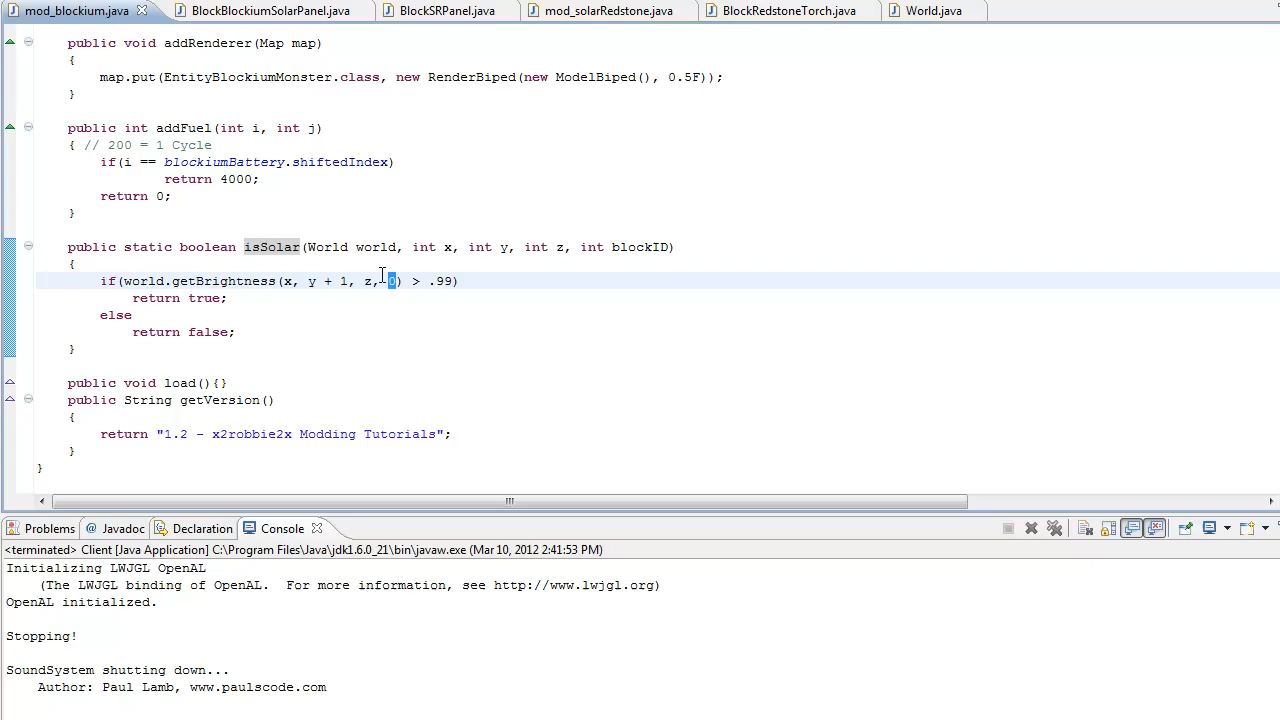 mod_blockium.java BlockBlockiumSolarPanel.java BlockSRPanel.java mod_solarRedstone.java BlockRedstoneTorch.java World.java
public void addRenderer(Map map)
{
map.put(EntityBlockiumMonster.class, new RenderBiped(new ModelBiped(), 0.5F));
}
public int addFuel(int i, int j)
{ // 200 = 1 Cycle
if(i == blockiumBattery.shiftedIndex)
return 4000;
return 0;
}
public static boolean isSolar(World world, int x, int y, int z, int blockID)
{
if(world.getBrightness(x, y + 1, z, 0) > .99)
return true;
else
return false;
}
public void load(){}
public String getVersion()
{
return "1.2 - x2robbie2x Modding Tutorials";
}
}
Problems @ Javadoc Declaration Console
<terminated> Client [Java Application] C:\Program Files\Java\jdk1.6.0_21\bin\javaw.exe (Mar 10, 2012 2:41:53 PM)
Initializing LWJGL OpenAL
(The LWJGL binding of OpenAL.  For more information, see http://www.lwjgl.org)
OpenAL initialized.
Stopping!
SoundSystem shutting down...
Author: Paul Lamb, www.paulscode.com